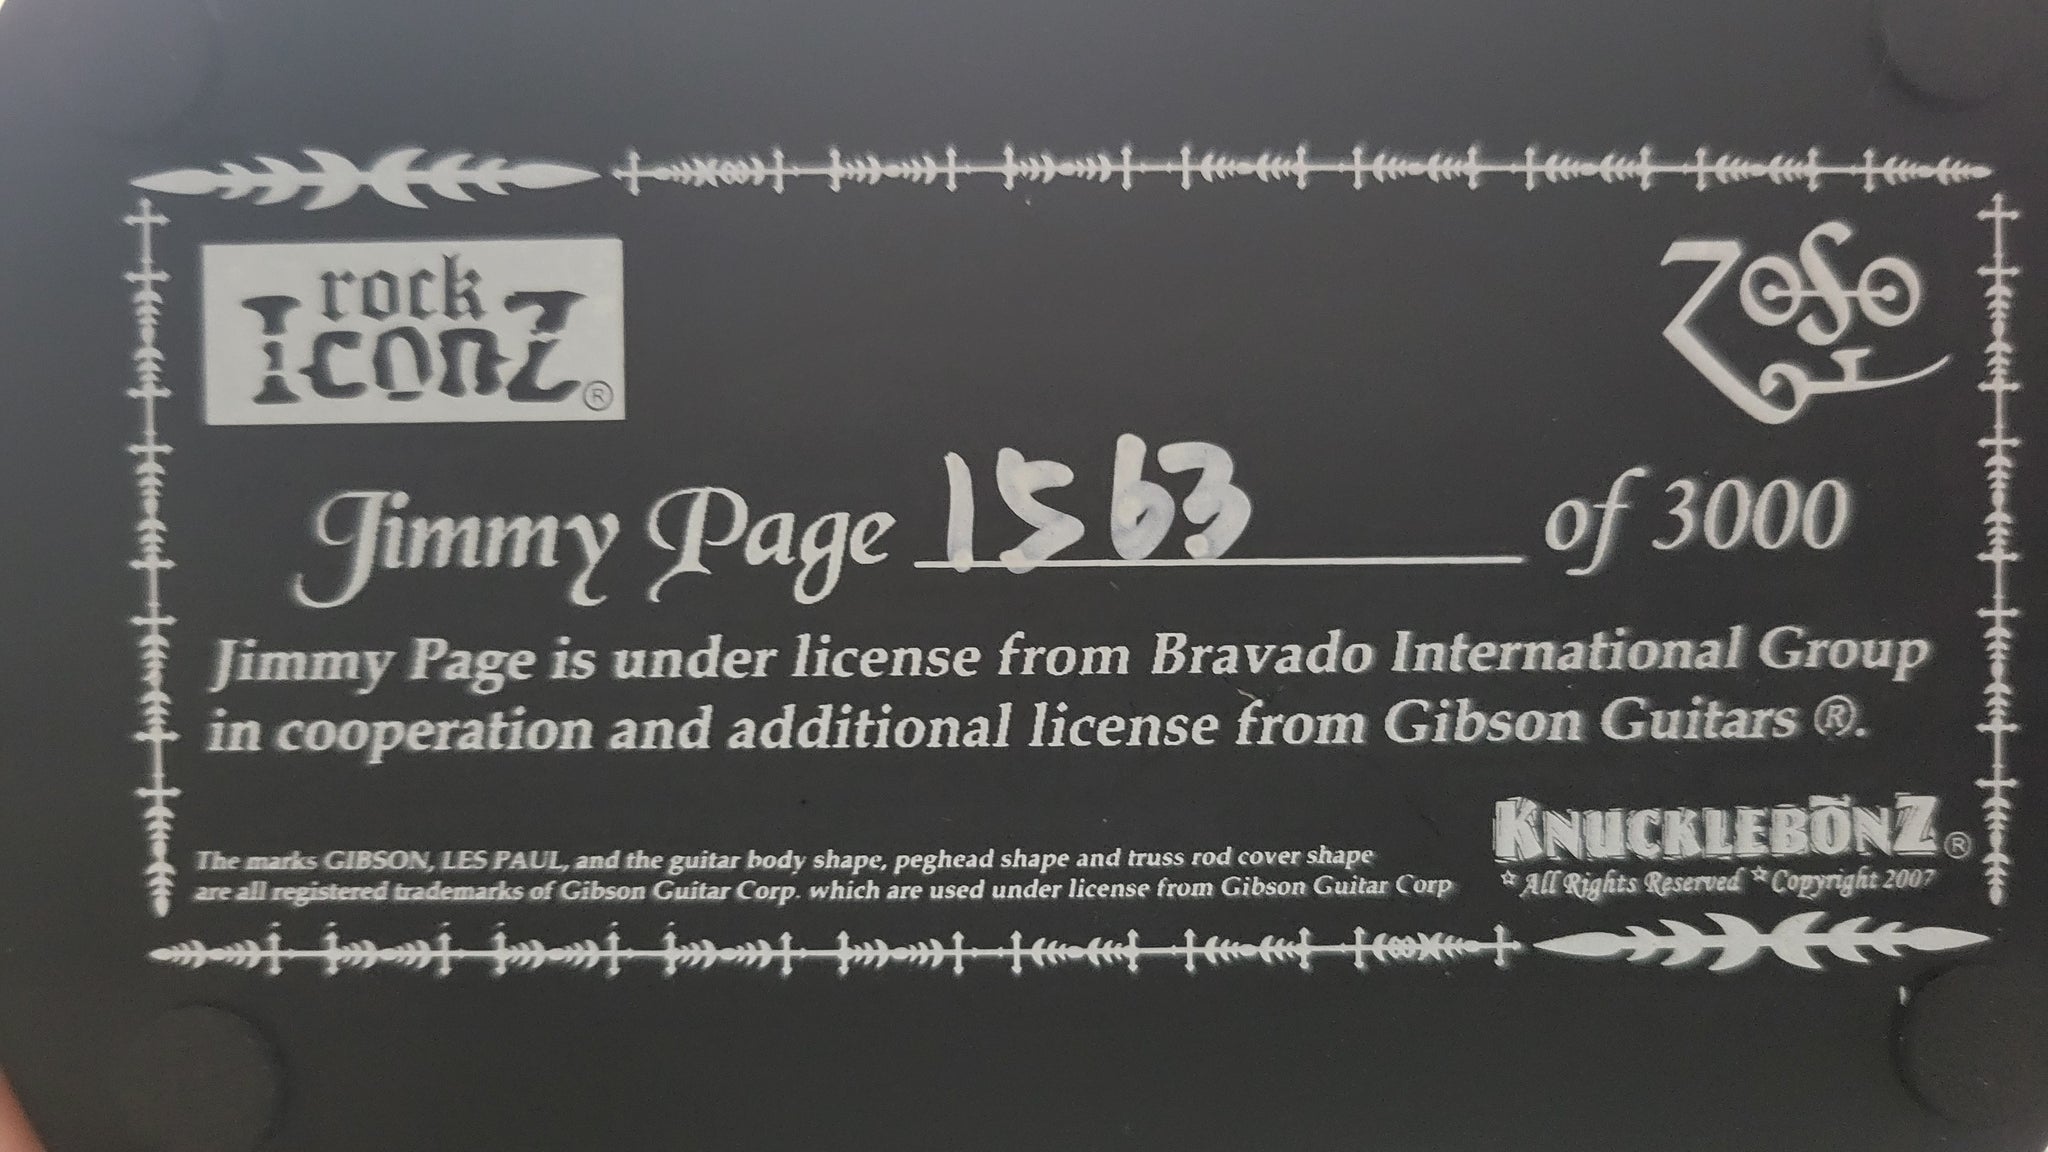 rock
IconZ®
ZoSo
Jimmy Page 1563 of 3000
Jimmy Page is under license from Bravado International Group
in cooperation and additional license from Gibson Guitars ®.
The marks GIBSON, LES PAUL, and the guitar body shape, peghead shape and truss rod cover shape
are all registered trademarks of Gibson Guitar Corp. which are used under license from Gibson Guitar Corp
KNUCKLEBÕNZ®
☆ All Rights Reserved ☆ Copyright 2007